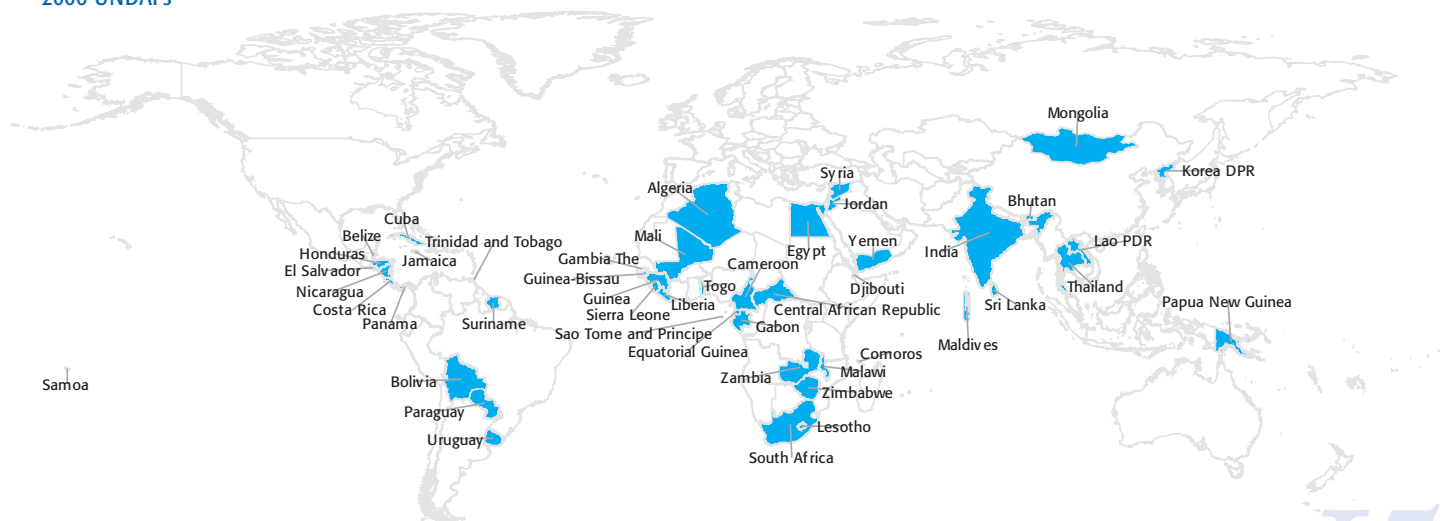 2006 UNDAFs
Mongolia
Korea DPR
Syria
Algeria
Jordan
Bhutan
Cuba
Belize
Trinidad and Tobago
Mali
Egypt
Yemen
India
Lao PDR
Honduras
Jamaica
Gambia The
Cameroon
El Salvador
Guinea-Bissau
Togo
Djibouti
Thailand
Nicaragua
Guinea
Liberia
Sri Lanka
Papua New Guinea
Costa Rica
Sierra Leone
Central African Republic
Panama
Suriname
Sao Tome and Principe
Gabon
Maldives
Equatorial Guinea
Comoros
Samoa
Bolivia
Zambia
Malawi
Zimbabwe
Paraguay
Uruguay
Lesotho
South Africa